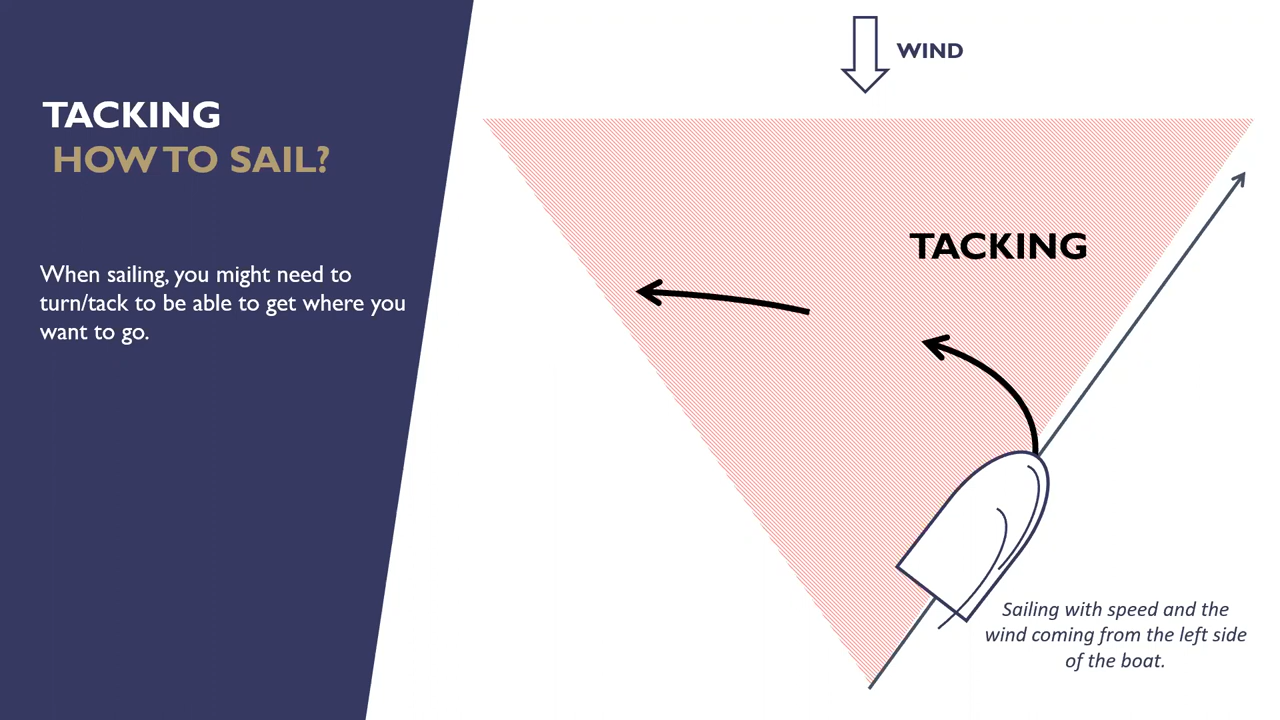 TACKING
HOW TO SAIL?
When sailing, you might need to
turn/tack to be able to get where you
want to go.
WIND
TACKING
Sailing with speed and the
wind coming from the left side
of the boat.